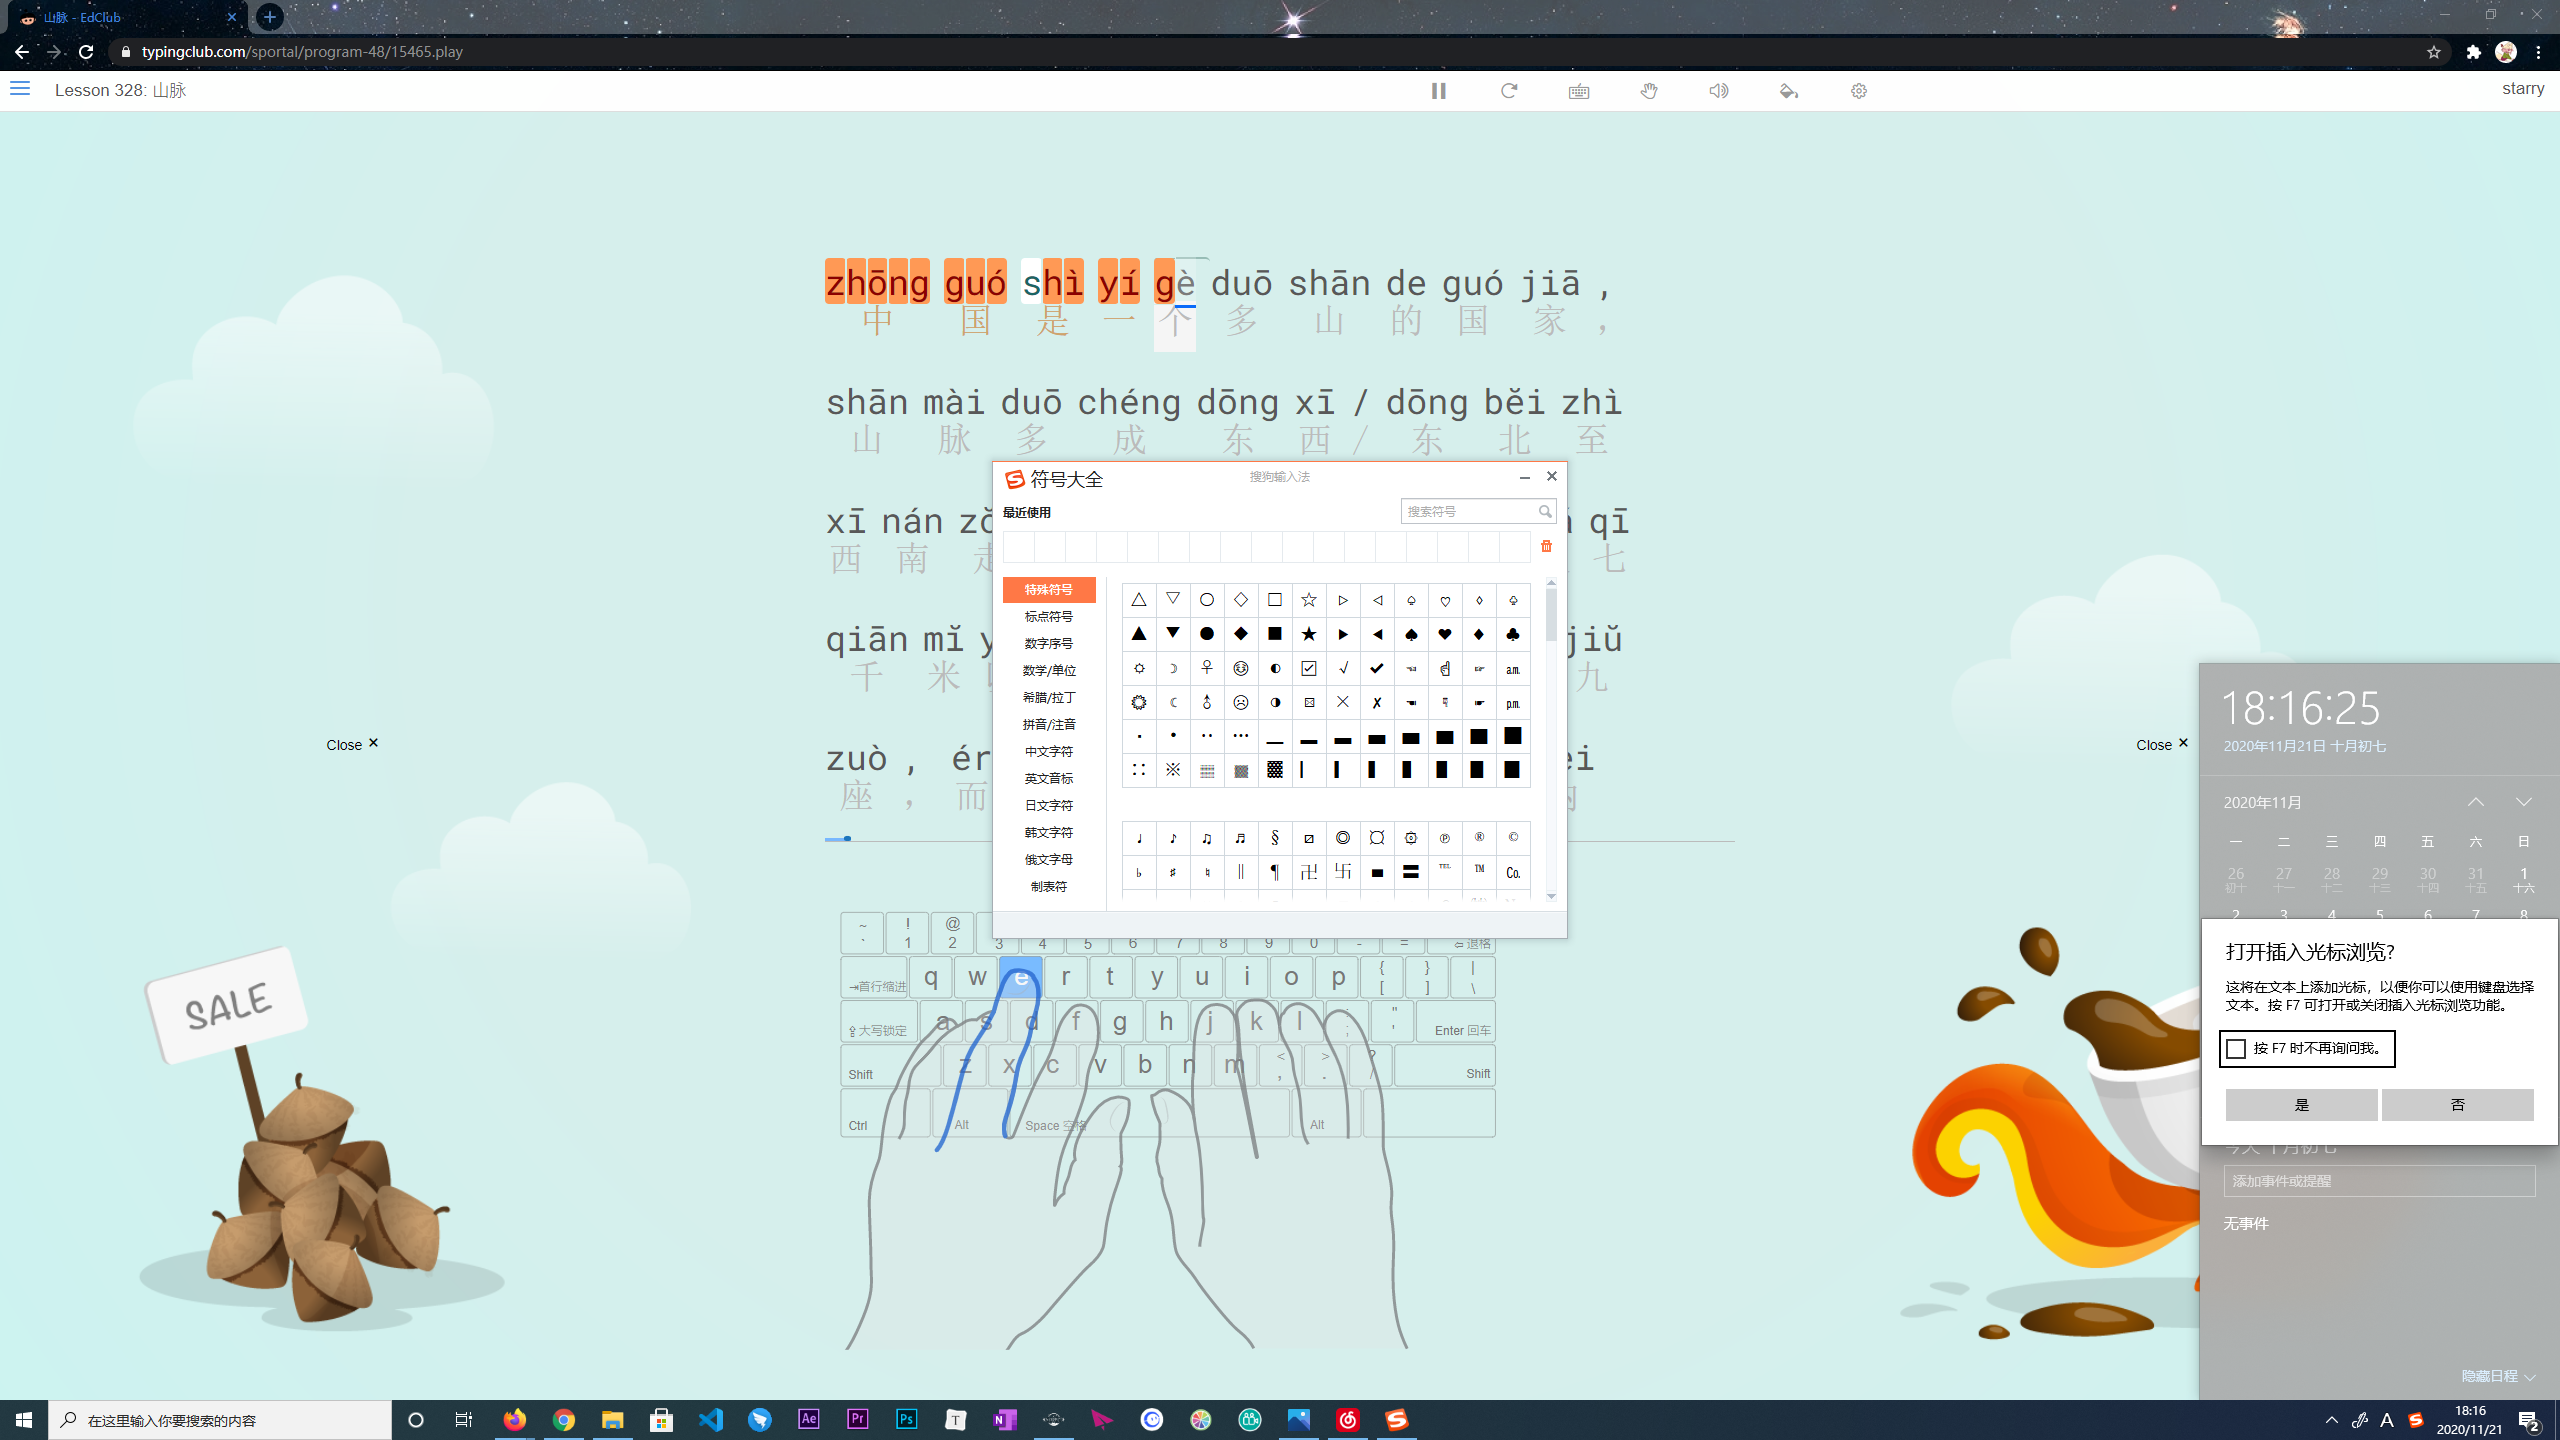 山脉 - EdClub
typingclub.com/sportal/program-48/15465.play
Lesson 328: 山脉
starry
zhōng guó shì yí gè duō shān de guó jiā ,
中 国 是 一 个 多 山 的 国 家 ，
shān mài duō chéng dōng xī / dōng běi zhì
山 脉 多 成 东 西 / 东 北 至
xī nán
qī
西 南
七
qiān mǐ
jiǔ
千 米
九
zuò ,
座 ， 而
符号大全
搜狗输入法
最近使用
搜索符号
特殊符号
标点符号
数字序号
数学/单位
希腊/拉丁
拼音/注音
中文字符
英文音标
日文字符
韩文字符
俄文字母
制表符
△ ▽ ○ ◇ □ ☆ ▷ ◁ ♤ ♡ ♢ ♧
▲ ▼ ● ◆ ■ ★ ▶ ◀ ♠ ♥ ♦ ♣
a.m.
p.m.
♩ ♪ ♫ ♬ § ℗ ® ©
♭ ♯ ♮ ‖ ¶ 卍 卐 ℡ ™ Co.
Close ×
Close ×
SALE
~ ! @
` 1 2 3 4 5 6 7 8 9 0 - = ⇦ 退格
⇥首行缩进 q w e r t y u i o p { [ } ] | \
⇪大写锁定 a s d f g h j k l : ; " ' Enter 回车
Shift z x c v b n m < , > . ? / Shift
Ctrl Alt Space 空格 Alt
18:16:25
2020年11月21日 十月初七
2020年11月
一 二 三 四 五 六 日
26 27 28 29 30 31 1
初十 十一 十二 十三 十四 十五 十六
2 3 4 5 6 7 8
打开插入光标浏览?
这将在文本上添加光标，以便你可以使用键盘选择
文本。按 F7 可打开或关闭插入光标浏览功能。
按 F7 时不再询问我。
是 否
今天 十月初七
添加事件或提醒
无事件
隐藏日程
在这里输入你要搜索的内容
Ae Pr Ps T N
A
18:16
2020/11/21
2